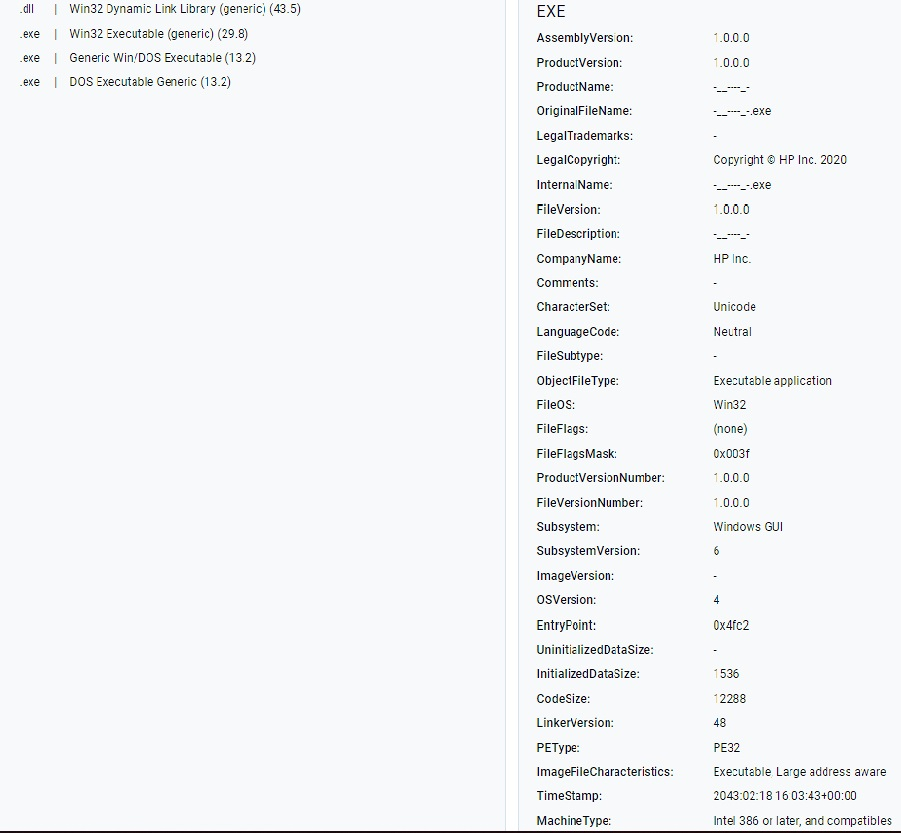 .dll | Win32 Dynamic Link Library (generic) (43.5)
.exe | Win32 Executable (generic) (29.8)
.exe | Generic Win/DOS Executable (13.2)
.exe | DOS Executable Generic (13.2)
EXE
AssemblyVersion: 1.0.0.0
ProductVersion: 1.0.0.0
ProductName: -__----_-
OriginalFileName: -__----_-.exe
LegalTrademarks: -
LegalCopyright: Copyright © HP Inc. 2020
InternalName: -__----_-.exe
FileVersion: 1.0.0.0
FileDescription: -__----_-
CompanyName: HP Inc.
Comments: -
CharacterSet: Unicode
LanguageCode: Neutral
FileSubtype: -
ObjectFileType: Executable application
FileOS: Win32
FileFlags: (none)
FileFlagsMask: 0x003f
ProductVersionNumber: 1.0.0.0
FileVersionNumber: 1.0.0.0
Subsystem: Windows GUI
SubsystemVersion: 6
ImageVersion: -
OSVersion: 4
EntryPoint: 0x4fc2
UninitializedDataSize: -
InitializedDataSize: 1536
CodeSize: 12288
LinkerVersion: 48
PEType: PE32
ImageFileCharacteristics: Executable, Large address aware
TimeStamp: 2043:02:18 16:03:43+00:00
MachineType: Intel 386 or later, and compatibles